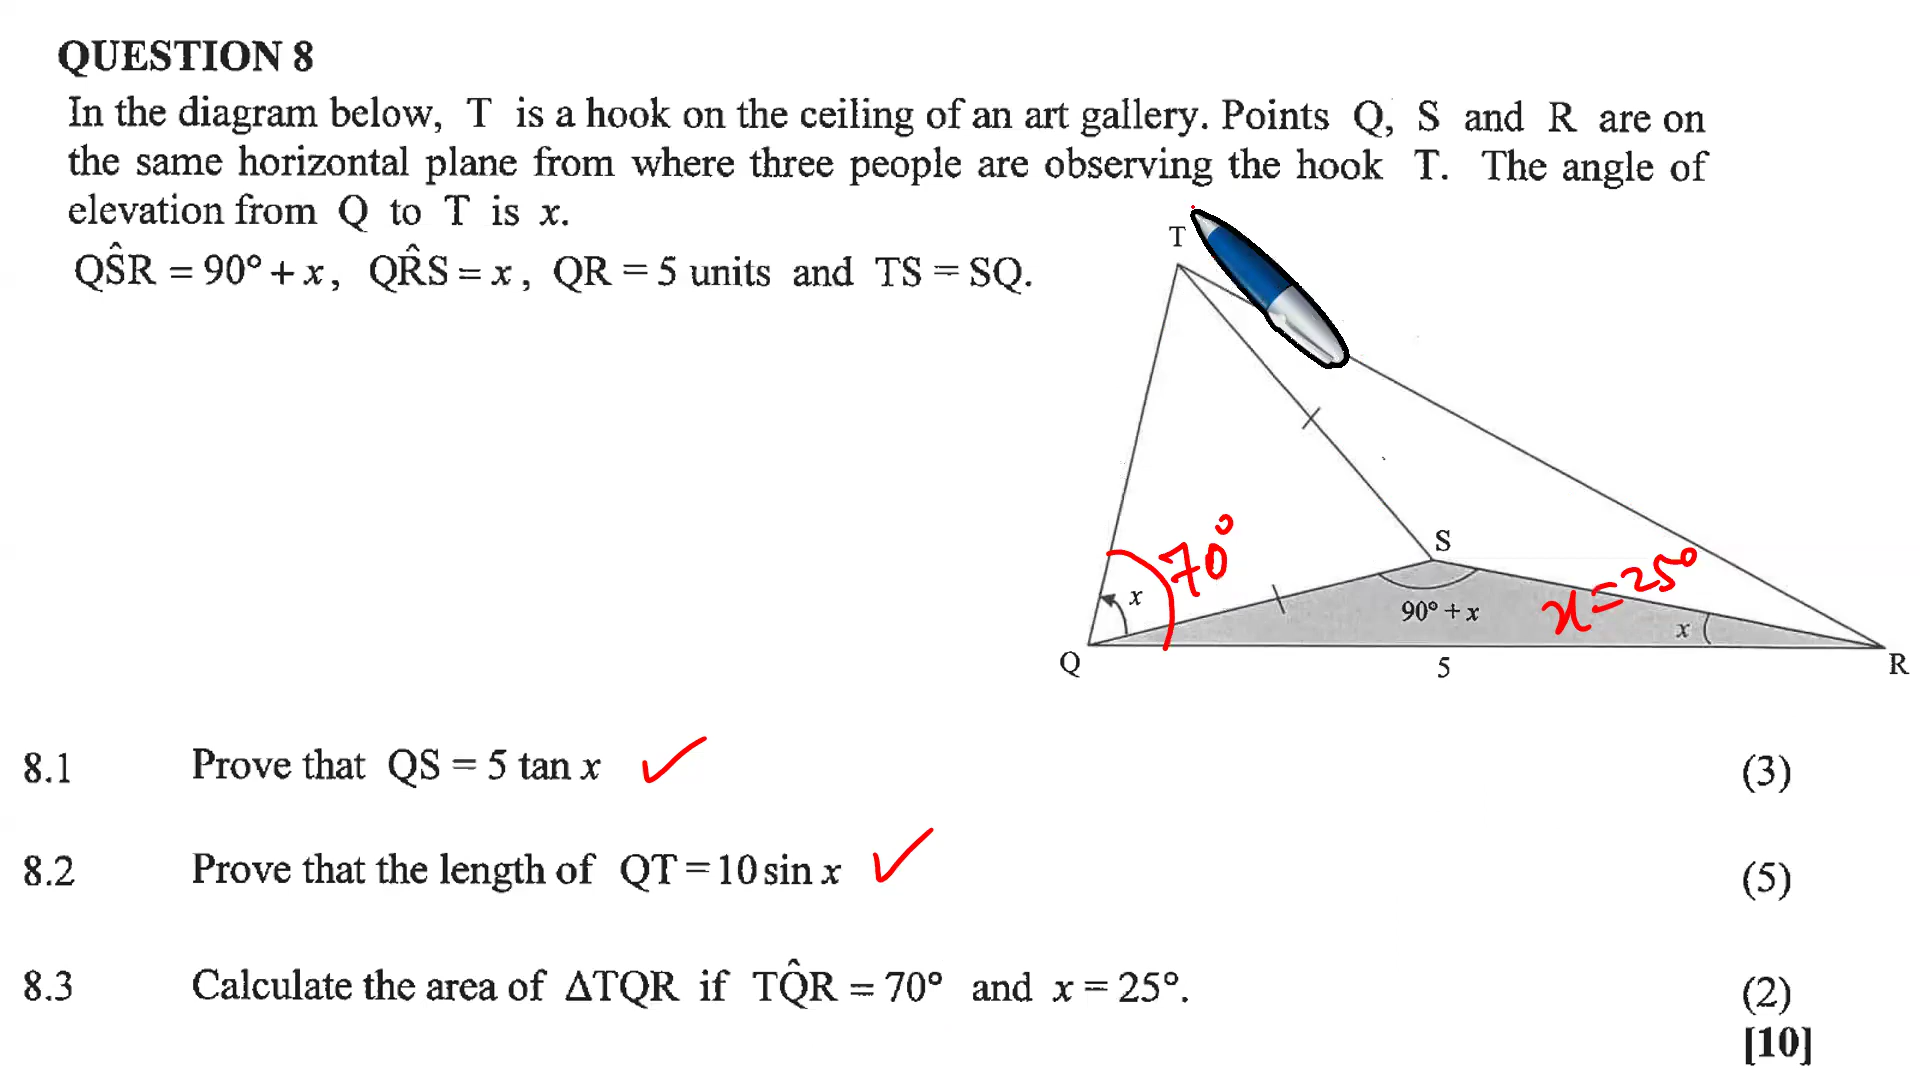 QUESTION 8
In the diagram below, T is a hook on the ceiling of an art gallery. Points Q, S and R are on
the same horizontal plane from where three people are observing the hook T. The angle of
elevation from Q to T is x.
QŜR = 90° + x, QR̂S = x, QR = 5 units and TS = SQ.
T
70°
S
x
90° + x
x = 25°
x
Q
5
R
8.1 Prove that QS = 5 tan x (3)
8.2 Prove that the length of QT = 10 sin x (5)
8.3 Calculate the area of ΔTQR if TQ̂R = 70° and x = 25°. (2)
[10]